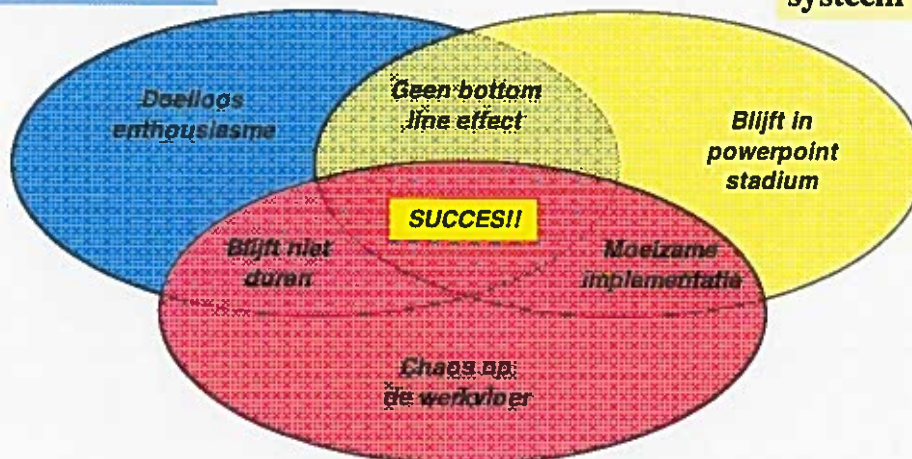 systeem
Doelloos
enthousiasme
Geen bottom
line effect
Blijft in
powerpoint
stadium
SUCCES!!
Blijft niet
duren
Moeizame
implementatie
Chaos op
de werkvloer